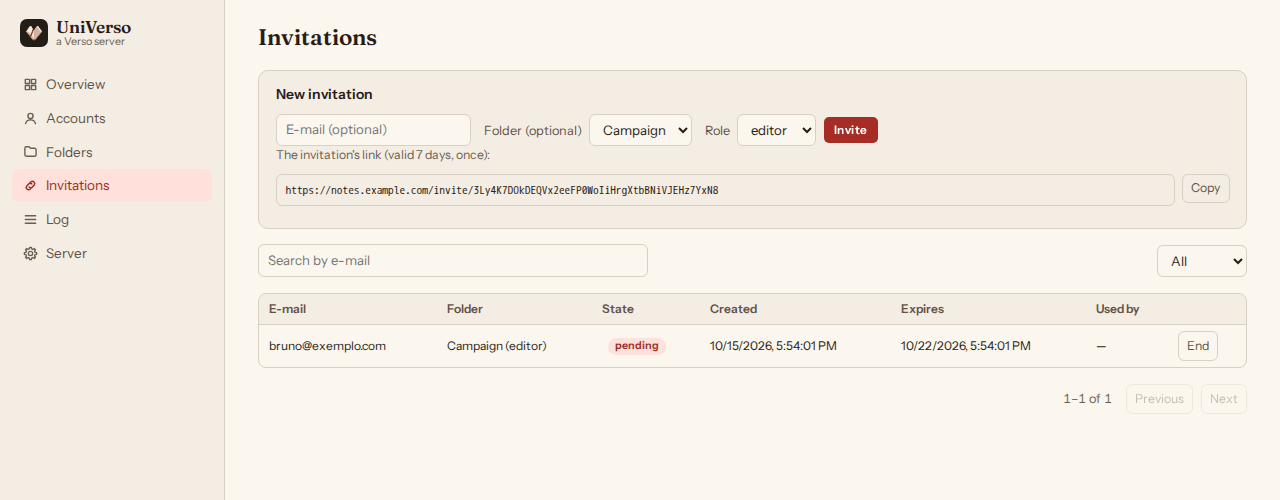 UniVerso
a Verso server
Overview
Accounts
Folders
Invitations
Log
Server
Invitations
New invitation
E-mail (optional) Folder (optional) Campaign Role editor Invite
The invitation's link (valid 7 days, once):
https://notes.example.com/invite/3Ly4K7DOkDEQVx2eeFP0WoIiHrgXtbBNiVJEHz7YxN8 Copy
Search by e-mail All
E-mail Folder State Created Expires Used by
bruno@exemplo.com Campaign (editor) pending 10/15/2026, 5:54:01 PM 10/22/2026, 5:54:01 PM — End
1–1 of 1 Previous Next